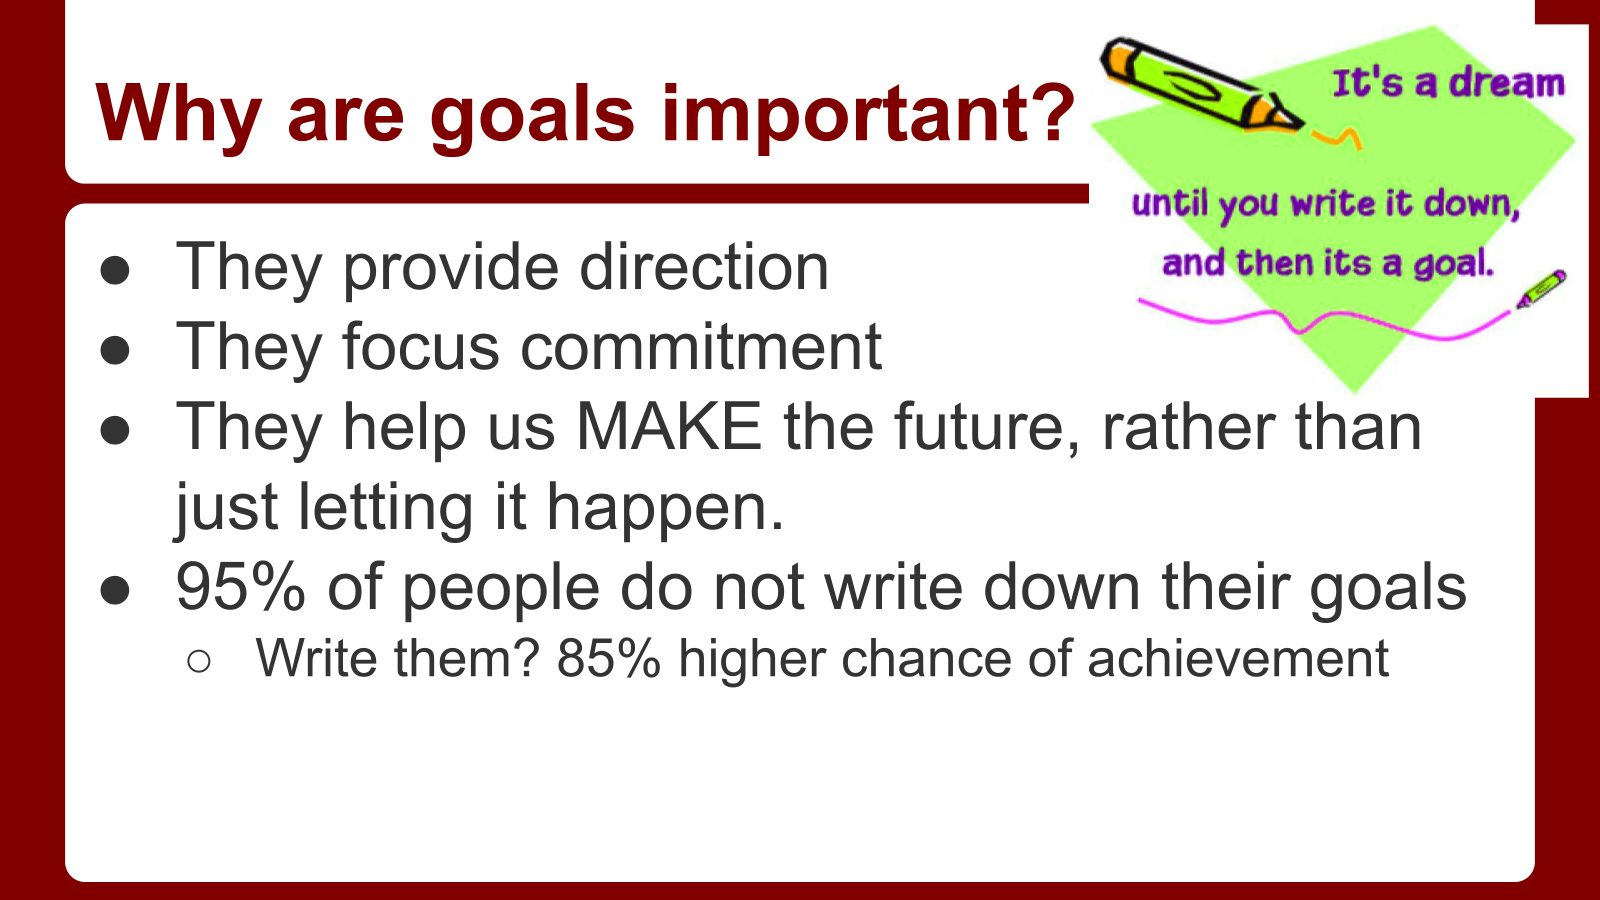 Why are goals important?
It's a dream
until you write it down,
and then its a goal.
● They provide direction
● They focus commitment
● They help us MAKE the future, rather than
just letting it happen.
● 95% of people do not write down their goals
○ Write them? 85% higher chance of achievement